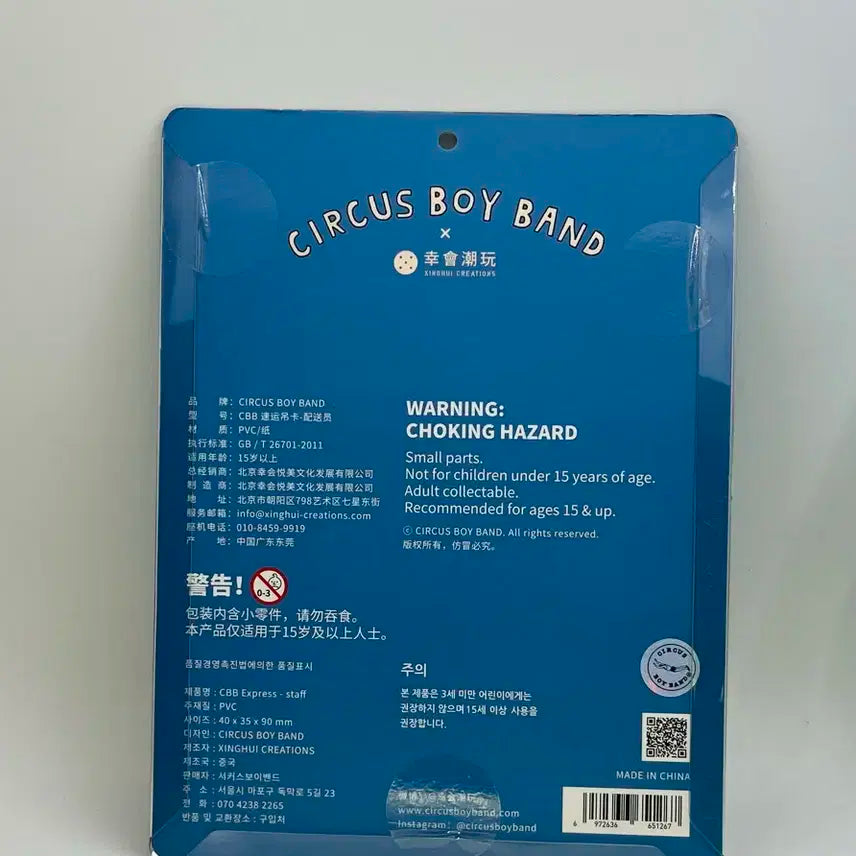 CIRCUS BOY BAND
×
幸會潮玩
XINGHUI CREATIONS
品 牌: CIRCUS BOY BAND
型 号: CBB 速运吊卡-配送员
材 质: PVC/纸
执行标准: GB / T 26701-2011
适用年龄: 15岁以上
总经销商: 北京幸会悦美文化发展有限公司
制 造 商: 北京幸会悦美文化发展有限公司
地 址: 北京市朝阳区798艺术区七星东街
服务邮箱: info@xinghui-creations.com
座机电话: 010-8459-9919
产 地: 中国广东东莞
WARNING:
CHOKING HAZARD
Small parts.
Not for children under 15 years of age.
Adult collectable.
Recommended for ages 15 & up.
ⓒ CIRCUS BOY BAND. All rights reserved.
版权所有，仿冒必究。
警告!
0-3
包装内含小零件，请勿吞食。
本产品仅适用于15岁及以上人士。
품질경영촉진법에의한 품질표시
제품명 : CBB Express - staff
주재질 : PVC
사이즈 : 40 x 35 x 90 mm
디자인 : CIRCUS BOY BAND
제조자 : XINGHUI CREATIONS
제조국 : 중국
판매자 : 서커스보이밴드
주 소 : 서울시 마포구 독막로 5길 23
전 화 : 070 4238 2265
반품 및 교환장소 : 구입처
주의
본 제품은 3세 미만 어린이에게는
권장하지 않으며 15세 이상 사용을
권장합니다.
CIRCUS
BOY BAND
MADE IN CHINA
6 972636 651267
@幸會潮玩
www.circusboyband.com
Instagram : @circusboyband